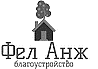 Фел Анж
благоустройство